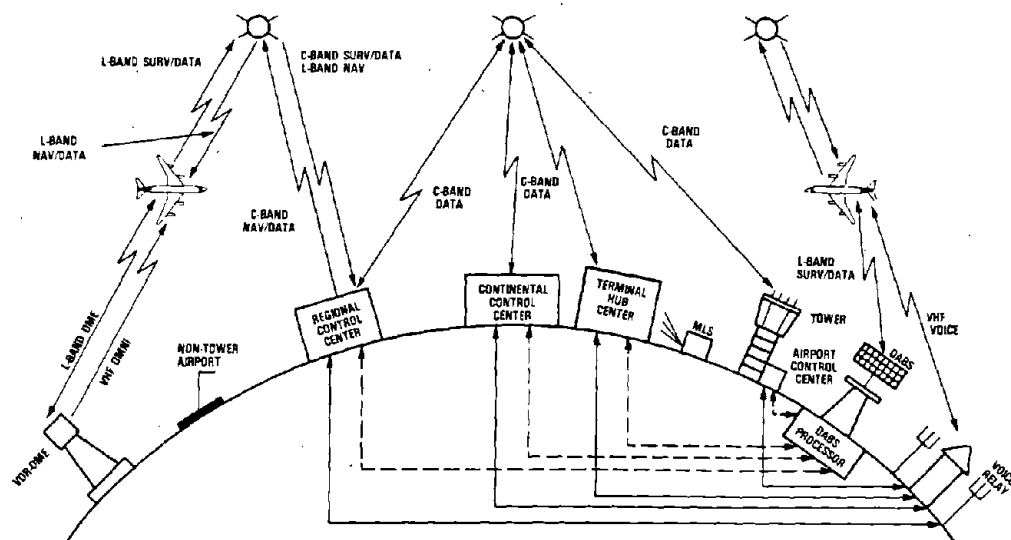 L-BAND SURV/DATA
C-BAND SURV/DATA
L-BAND NAV
L-BAND
NAV/DATA
C-BAND
NAV/DATA
C-BAND
DATA
C-BAND
DATA
C-BAND
DATA
L-BAND
SURV/DATA
VHF
VOICE
L-BAND DME
VHF OMNI
VOR-DME
NON-TOWER
AIRPORT
REGIONAL
CONTROL
CENTER
CONTINENTAL
CONTROL
CENTER
TERMINAL
HUB
CENTER
MLS
TOWER
AIRPORT
CONTROL
CENTER
DABS
DABS
PROCESSOR
VOICE
RELAY